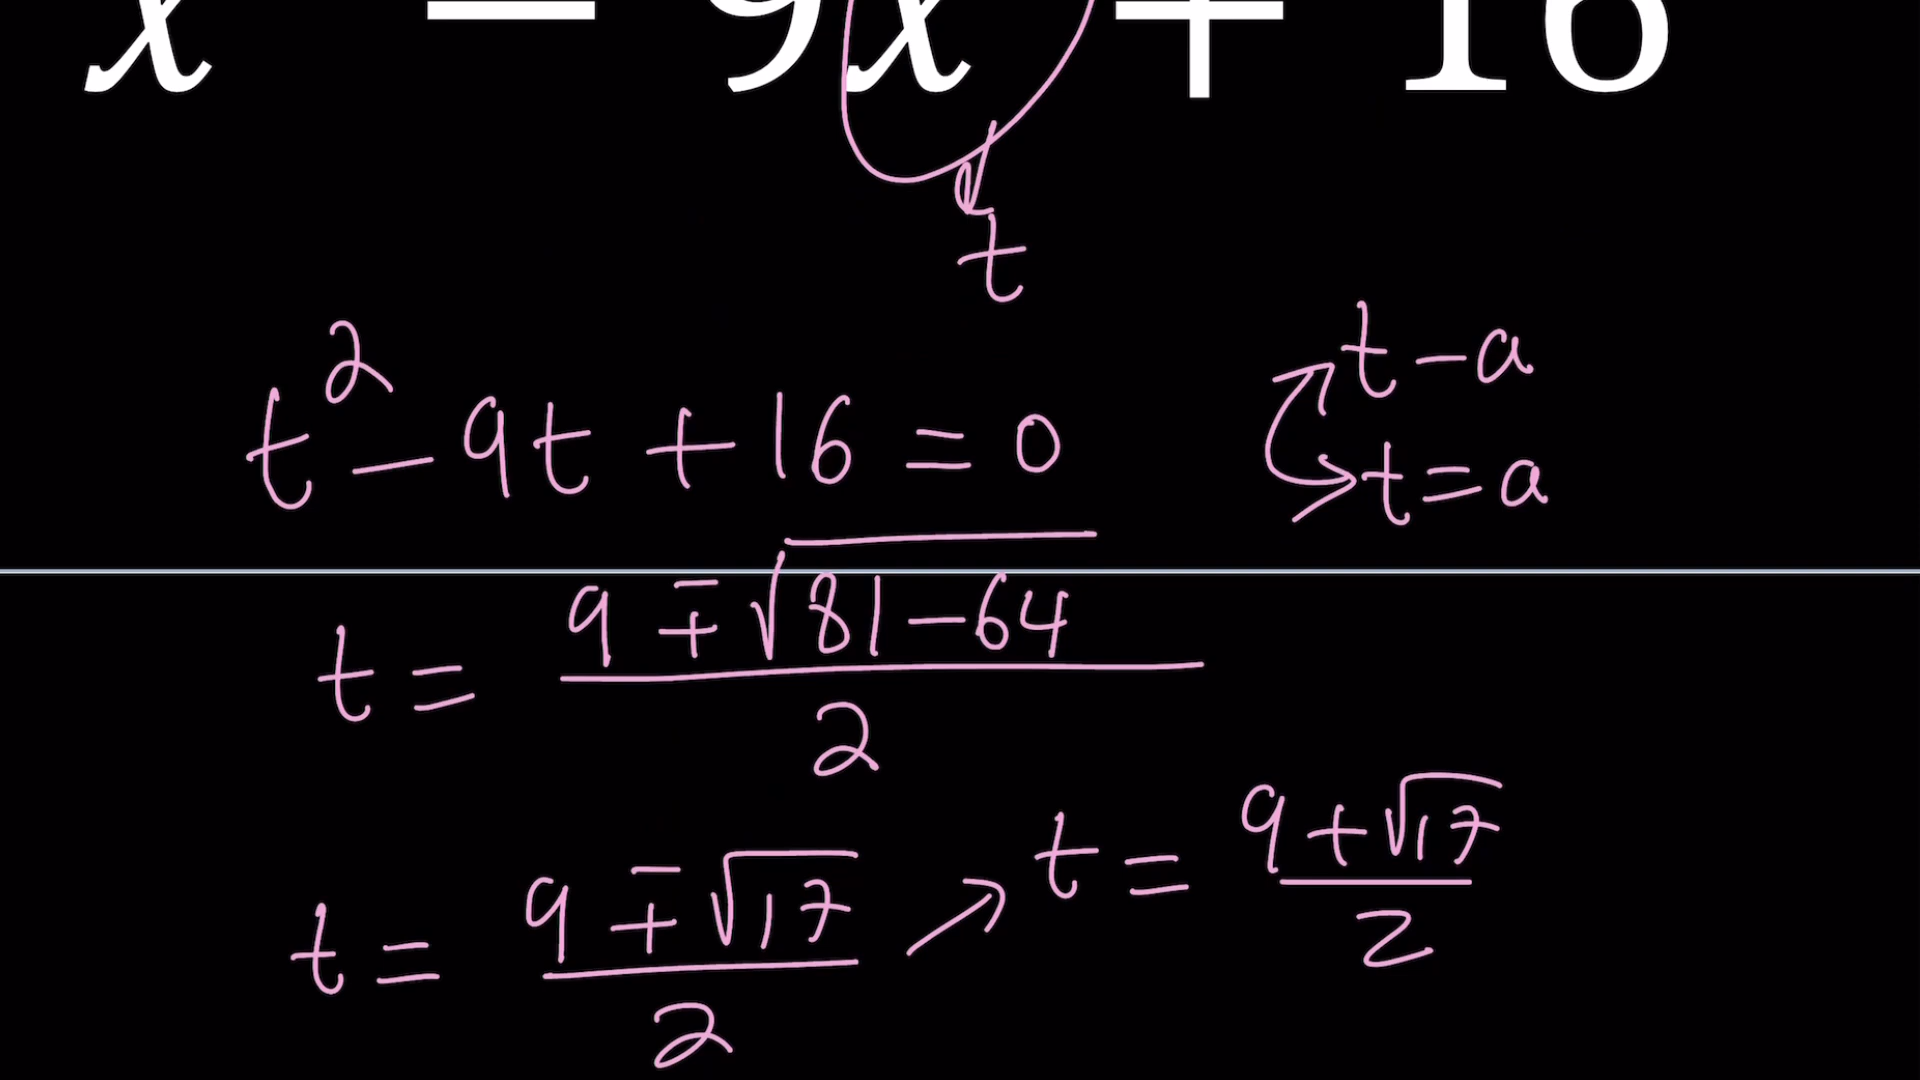 x − 9x + 16
t
t² − 9t + 16 = 0
t − a
t = a
t = (9 ∓ √(81 − 64))/2
t = (9 ∓ √17)/2 → t = (9 + √17)/2